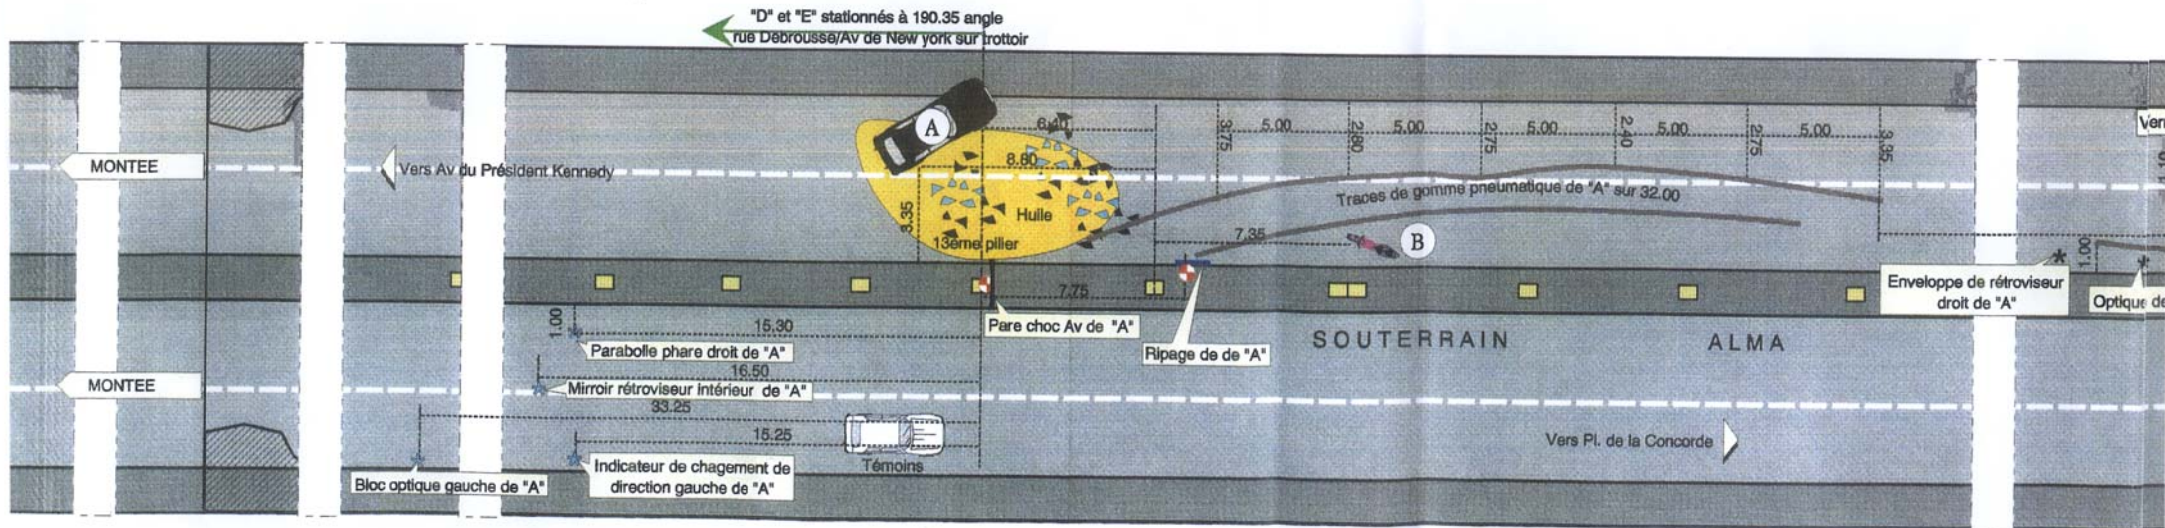 "D" et "E" stationnés à 190.35 angle
rue Debrousse/Av de New york sur trottoir
A
6.40
3.75
5.00
2.80
5.00
2.75
5.00
2.40
5.00
2.75
5.00
3.35
Ver
MONTEE
Vers Av du Président Kennedy
8.60
Traces de gomme pneumatique de "A" sur 32.00
3.35
Huile
13éme pilier
7.35
B
1.00
Enveloppe de rétroviseur
droit de "A"
Optique de
7.75
1.00
15.30
Pare choc Av de "A"
Parabolle phare droit de "A"
Ripage de de "A"
SOUTERRAIN
ALMA
16.50
MONTEE
Mirroir rétroviseur intérieur de "A"
33.25
15.25
Témoins
Vers Pl. de la Concorde
Bloc optique gauche de "A"
Indicateur de chagement de
direction gauche de "A"